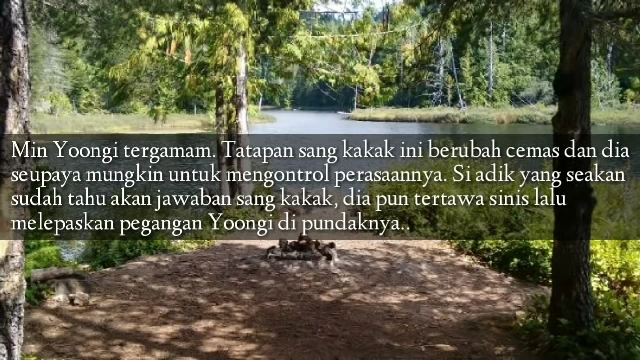 Min Yoongi tergamam. Tatapan sang kakak ini berubah cemas dan dia
seupaya mungkin untuk mengontrol perasaannya. Si adik yang seakan
sudah tahu akan jawaban sang kakak, dia pun tertawa sinis lalu
melepaskan pegangan Yoongi di pundaknya..